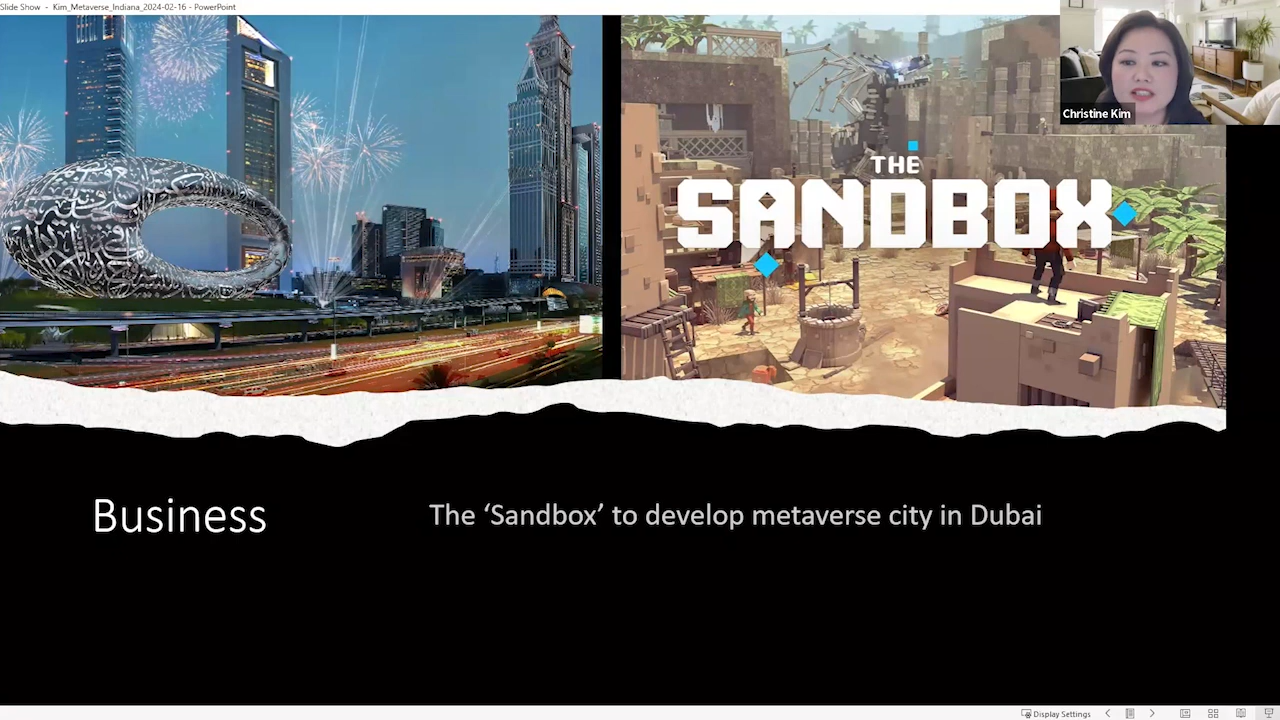 Slide Show - Kim_Metaverse_Indiana_2024-02-16 - PowerPoint
Christine Kim
THE
SANDBOX
Business
The ‘Sandbox’ to develop metaverse city in Dubai
Display Settings